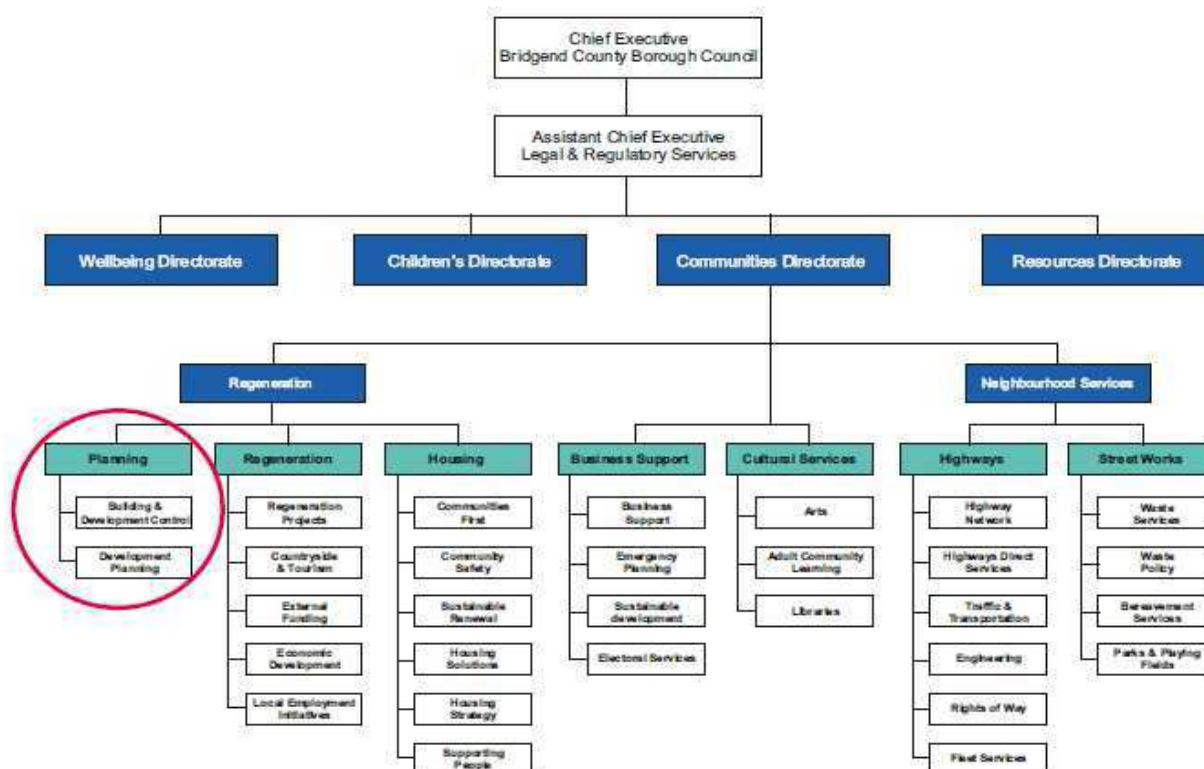 Chief Executive
Bridgend County Borough Council
Assistant Chief Executive
Legal & Regulatory Services
Wellbeing Directorate
Children's Directorate
Communities Directorate
Resources Directorate
Regeneration
Neighbourhood Services
Planning
Building &
Development Control
Development
Planning
Regeneration
Regeneration
Projects
Countryside
& Tourism
External
Funding
Economic
Development
Local Employment
Initiatives
Housing
Communities
First
Community
Safety
Sustainable
Renewal
Housing
Solutions
Housing
Strategy
Supporting
People
Business Support
Business
Support
Emergency
Planning
Sustainable
development
Electoral Services
Cultural Services
Arts
Adult Community
Learning
Libraries
Highways
Highway
Network
Highways Direct
Services
Traffic &
Transportation
Engineering
Rights of Way
Fleet Services
Street Works
Waste
Services
Waste
Policy
Bereavement
Services
Parks & Playing
Fields